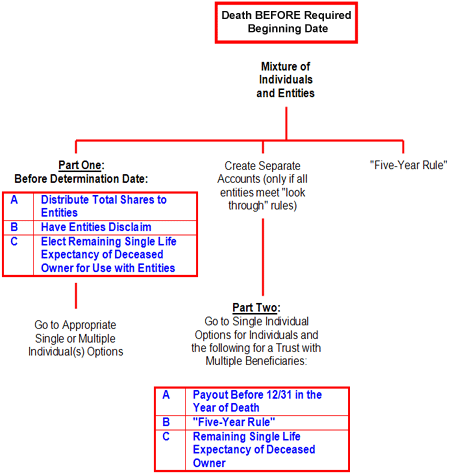 Death BEFORE Required
Beginning Date
Mixture of
Individuals
and Entities
Part One:
Before Determination Date:
A Distribute Total Shares to
Entities
B Have Entities Disclaim
C Elect Remaining Single Life
Expectancy of Deceased
Owner for Use with Entities
Go to Appropriate
Single or Multiple
Individual(s) Options
Create Separate
Accounts (only if all
entities meet "look
through" rules)
Part Two:
Go to Single Individual
Options for Individuals and
the following for a Trust with
Multiple Beneficiaries:
A Payout Before 12/31 in the
Year of Death
B "Five-Year Rule"
C Remaining Single Life
Expectancy of Deceased
Owner
"Five-Year Rule"